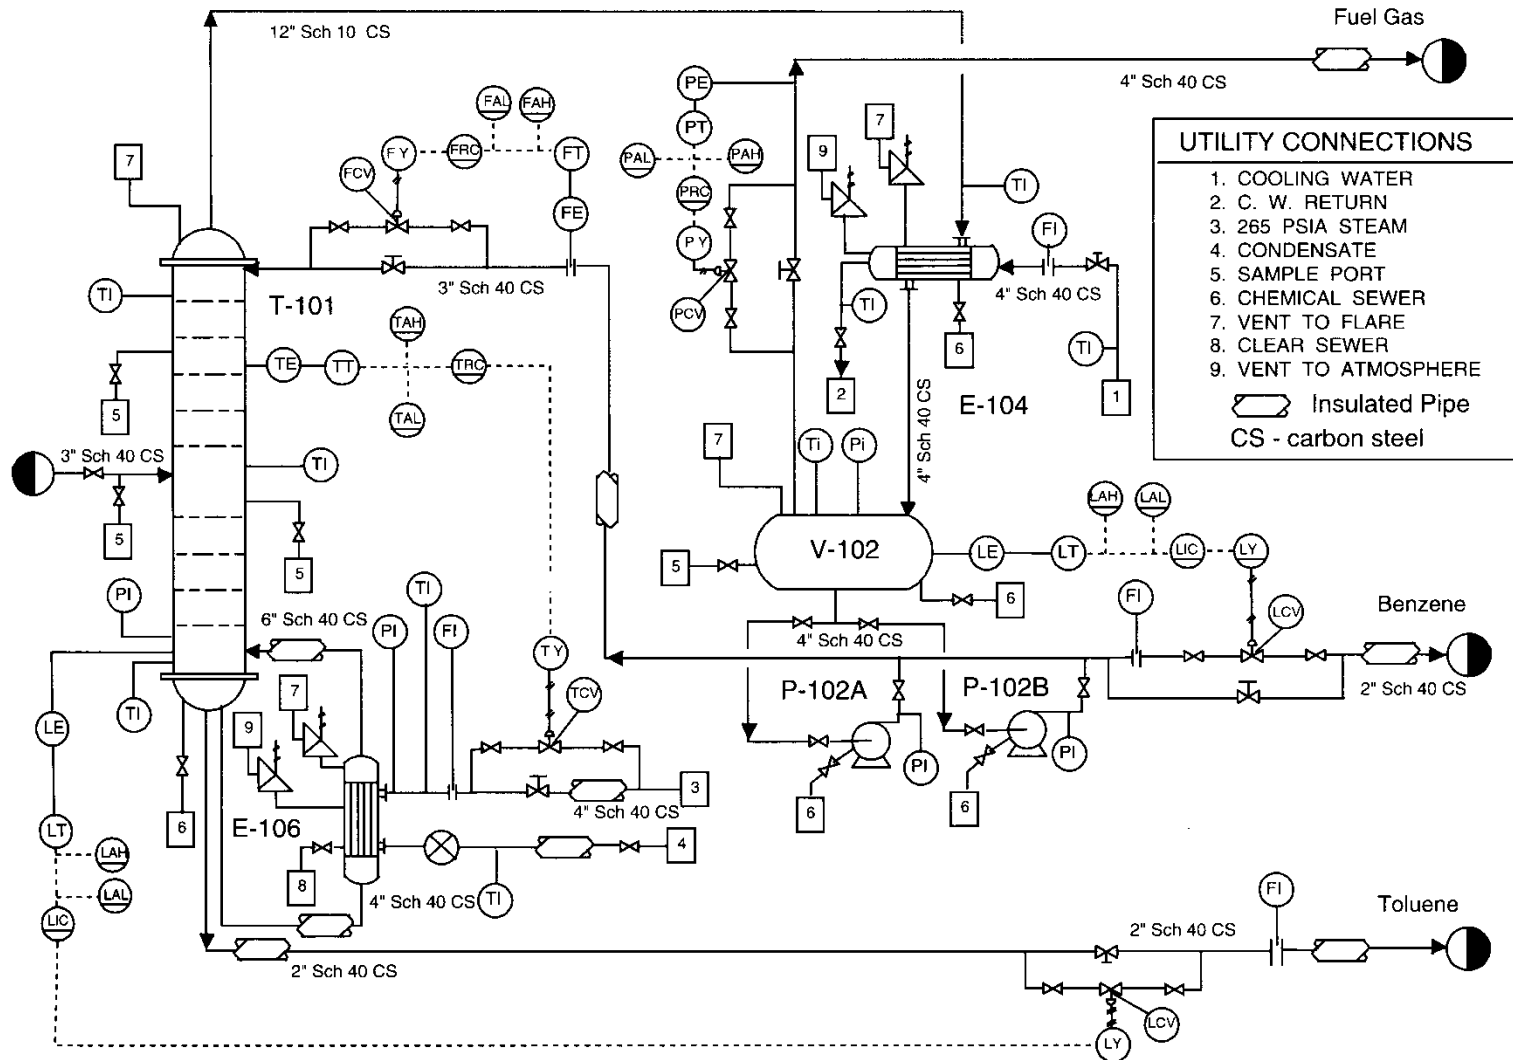 Fuel Gas
12" Sch 10 CS
4" Sch 40 CS
UTILITY CONNECTIONS
1. COOLING WATER
2. C. W. RETURN
3. 265 PSIA STEAM
4. CONDENSATE
5. SAMPLE PORT
6. CHEMICAL SEWER
7. VENT TO FLARE
8. CLEAR SEWER
9. VENT TO ATMOSPHERE
Insulated Pipe
CS - carbon steel
PE
FAL
FAH
PT
7
7
FY
FRC
FT
PAL
PAH
9
FCV
TI
PRC
FE
FI
PY
3" Sch 40 CS
4" Sch 40 CS
TI
T-101
TI
PCV
TAH
6
TI
TE
TT
TRC
2
E-104
1
5
TAL
4" Sch 40 CS
7
Ti
Pi
3" Sch 40 CS
TI
LAH
LAL
5
V-102
LE
LT
LIC
LY
5
5
6
PI
TI
FI
LCV
Benzene
6" Sch 40 CS
PI
FI
4" Sch 40 CS
TY
P-102A
P-102B
2" Sch 40 CS
TI
7
TCV
LE
9
PI
PI
3
4" Sch 40 CS
6
6
LT
6
E-106
4
LAH
8
LAL
4" Sch 40 CS
TI
FI
LIC
Toluene
2" Sch 40 CS
2" Sch 40 CS
LCV
LY